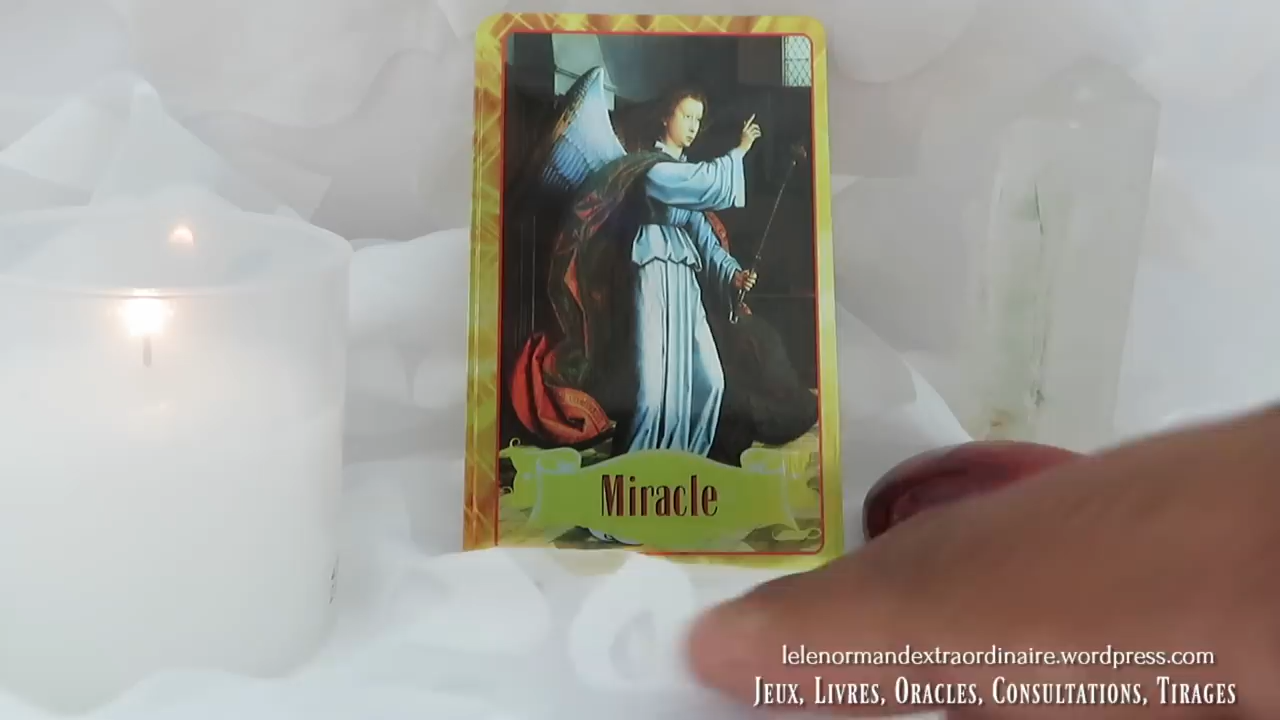 Miracle
lelenormandextraordinaire.wordpress.com
Jeux, Livres, Oracles, Consultations, Tirages